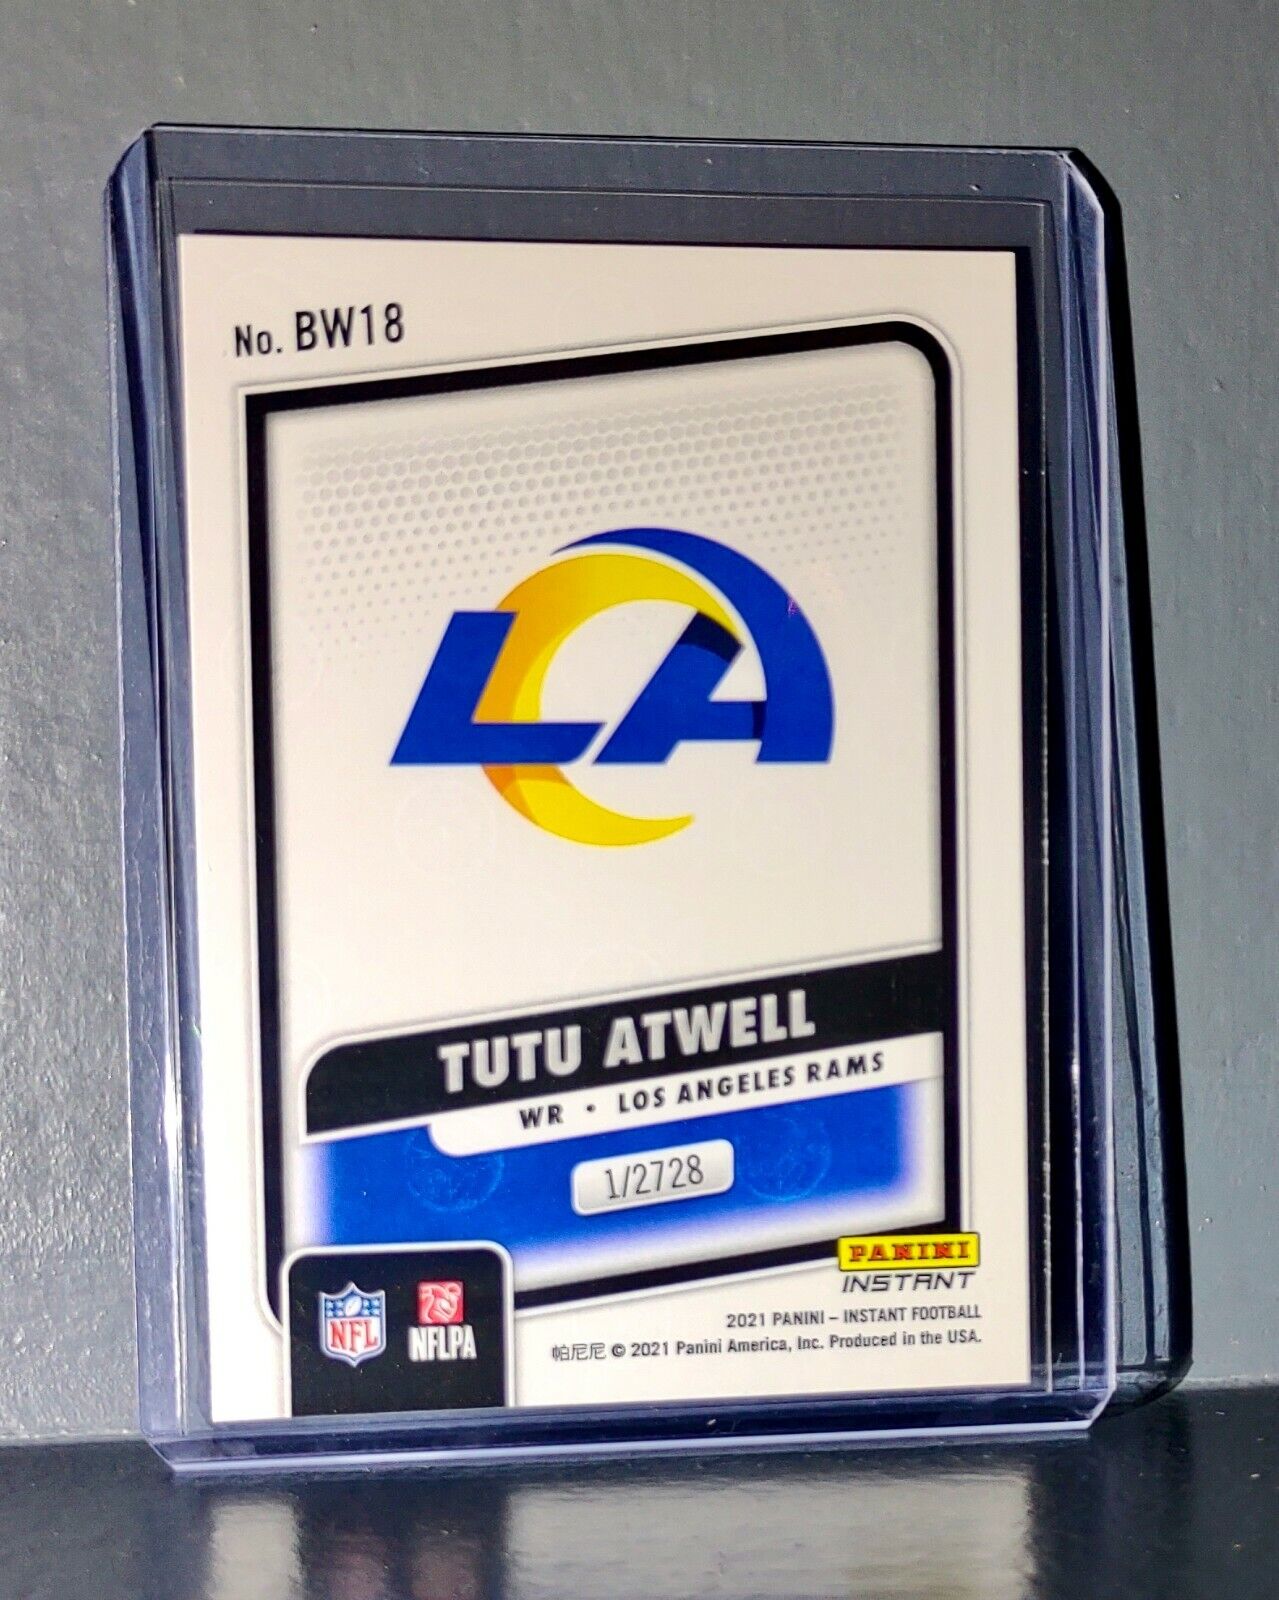 No. BW18
LA
TUTU ATWELL
WR • LOS ANGELES RAMS
1/2728
PANINI
INSTANT
NFL
NFLPA
2021 PANINI – INSTANT FOOTBALL
帕尼尼 © 2021 Panini America, Inc. Produced in the USA.